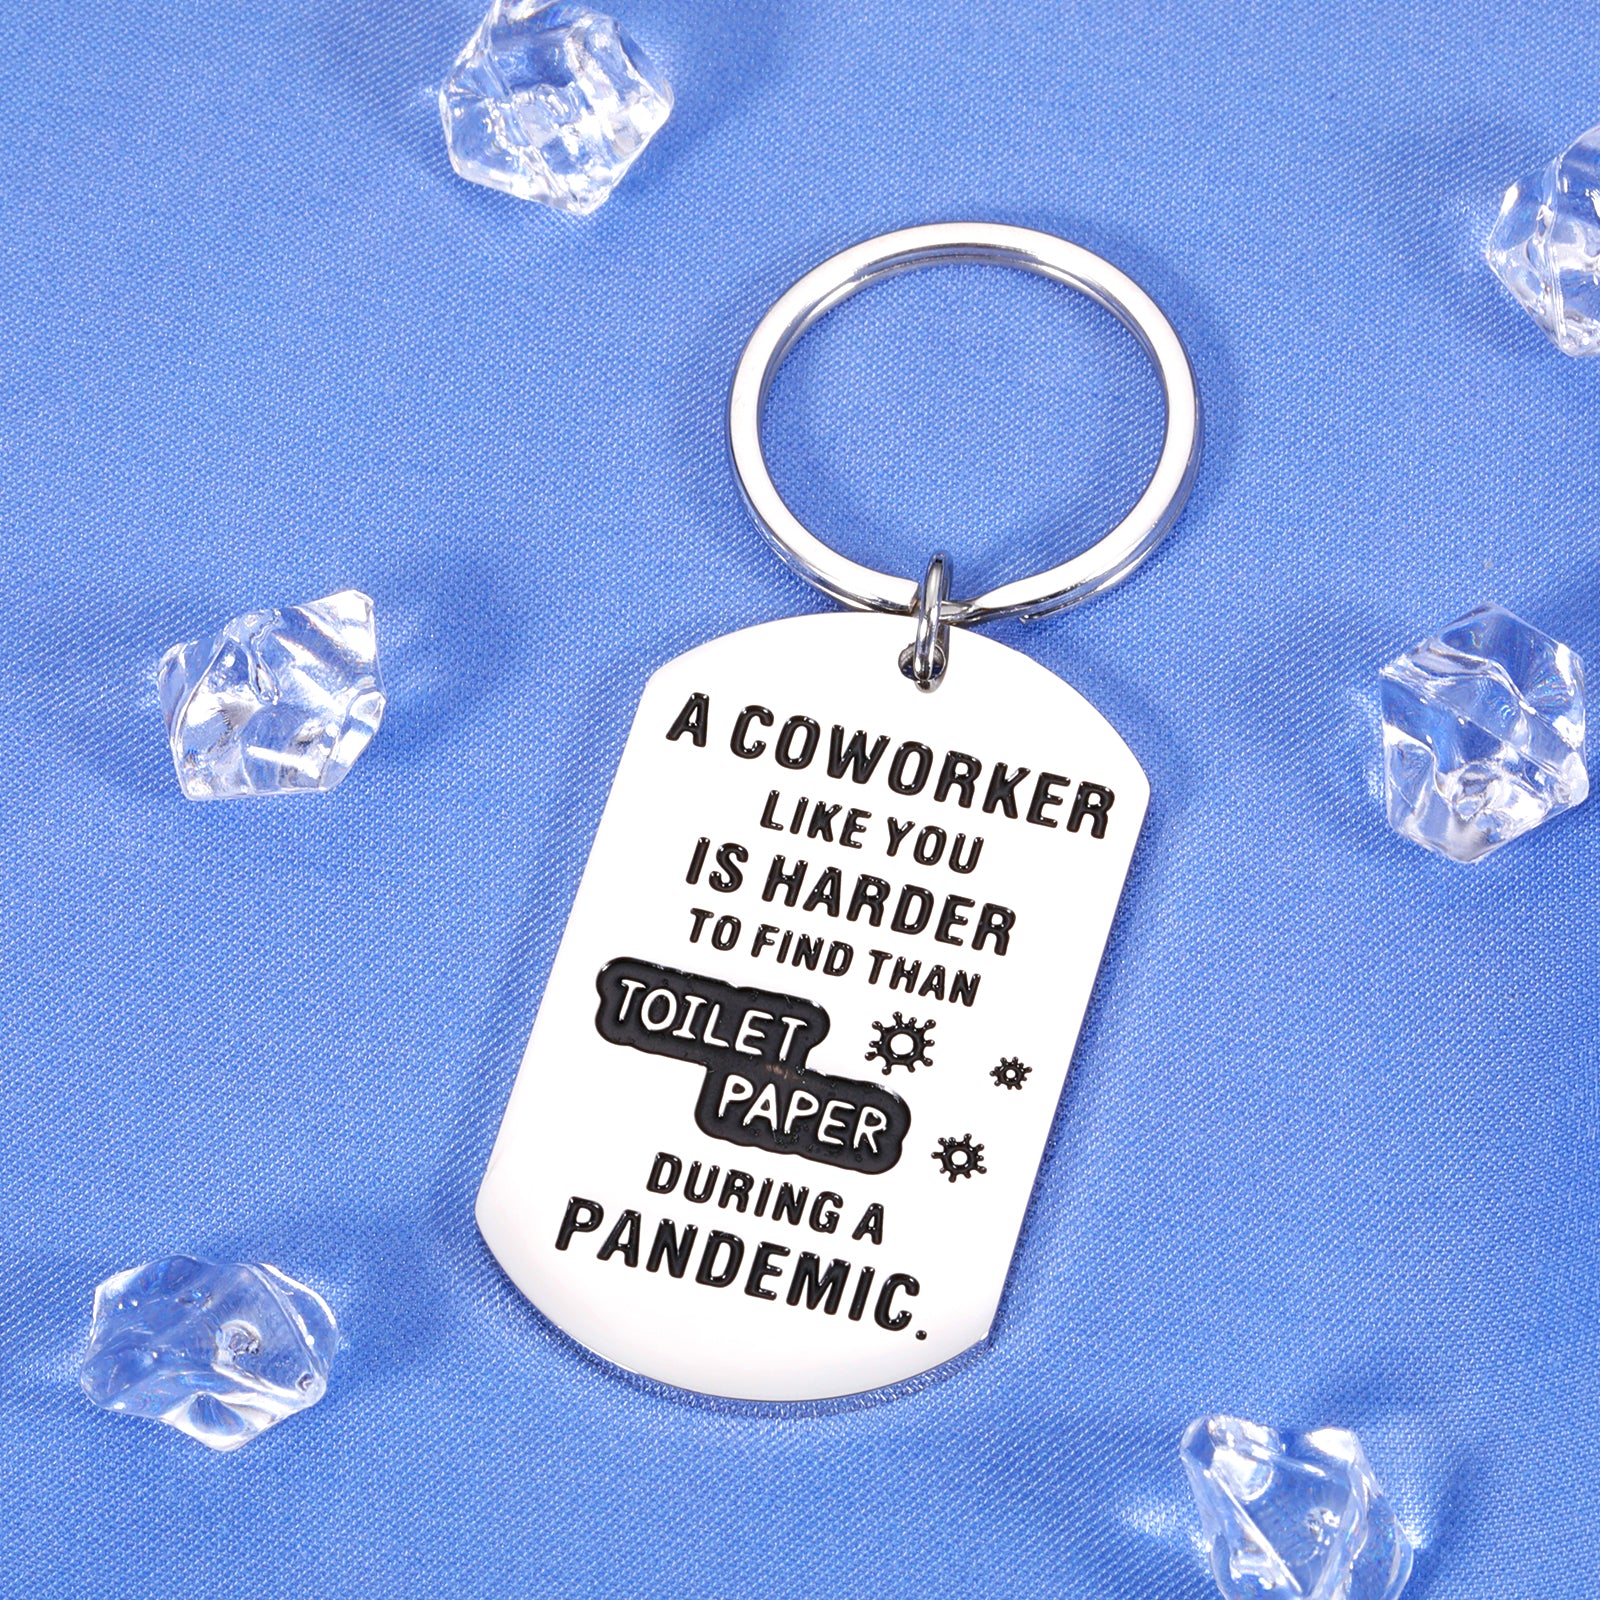 A COWORKER
LIKE YOU
IS HARDER
TO FIND THAN
TOILET
PAPER
DURING A
PANDEMIC.